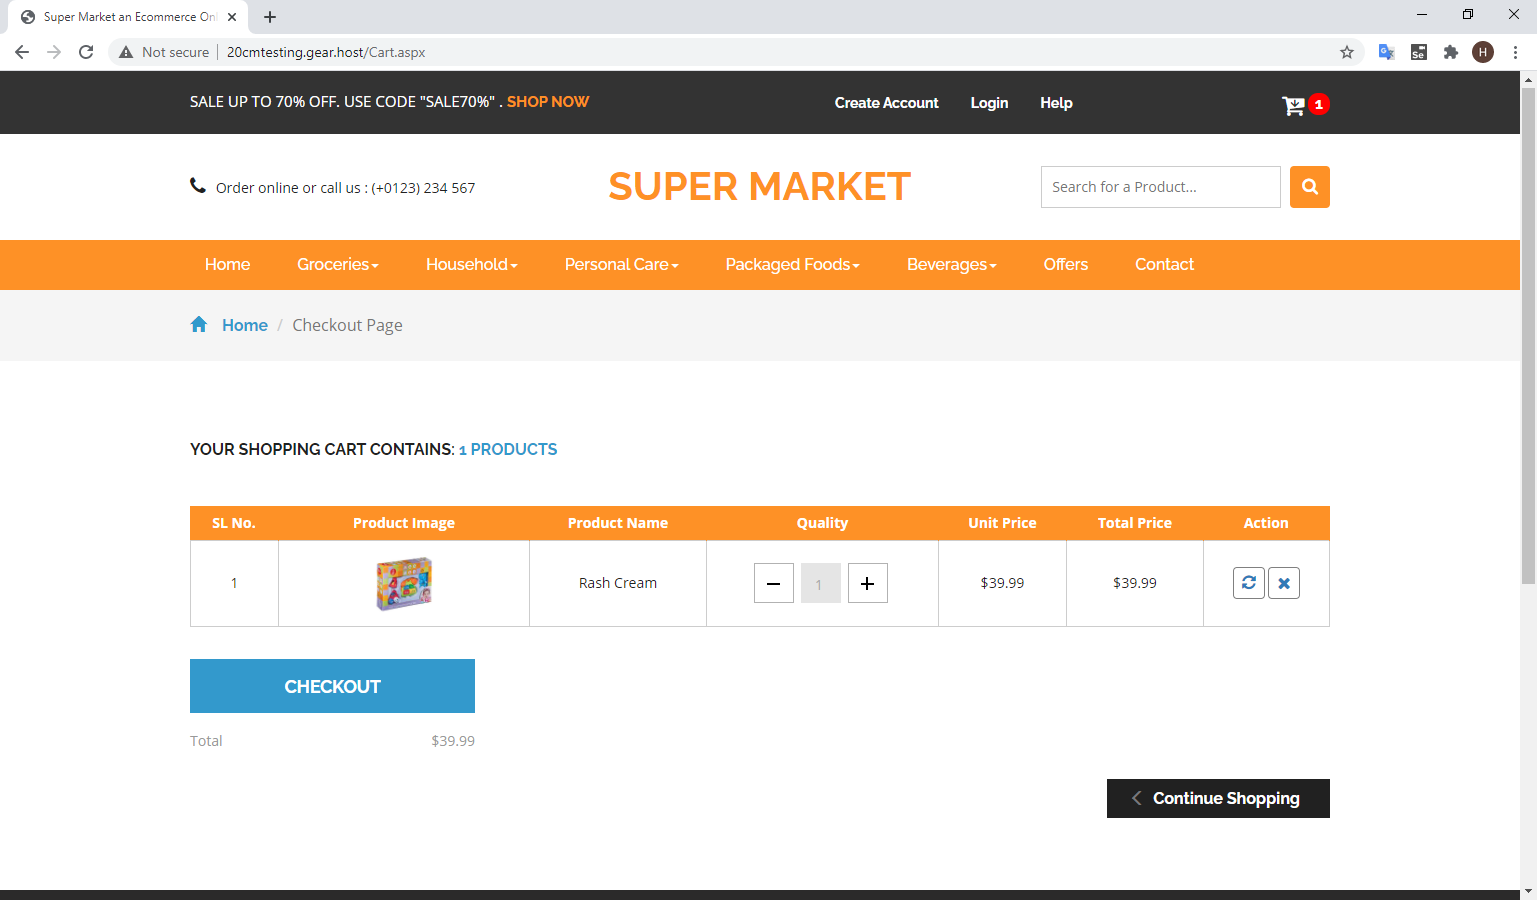 Super Market an Ecommerce Onl
Not secure
20cmtesting.gear.host/Cart.aspx
Se
H
SALE UP TO 70% OFF. USE CODE "SALE70%" . SHOP NOW
Create Account
Login
Help
1
Order online or call us : (+0123) 234 567
SUPER MARKET
Search for a Product...
Home
Groceries
Household
Personal Care
Packaged Foods
Beverages
Offers
Contact
Home / Checkout Page
YOUR SHOPPING CART CONTAINS: 1 PRODUCTS
SL No.
Product Image
Product Name
Quality
Unit Price
Total Price
Action
1
Rash Cream
1
$39.99
$39.99
CHECKOUT
Total
$39.99
Continue Shopping